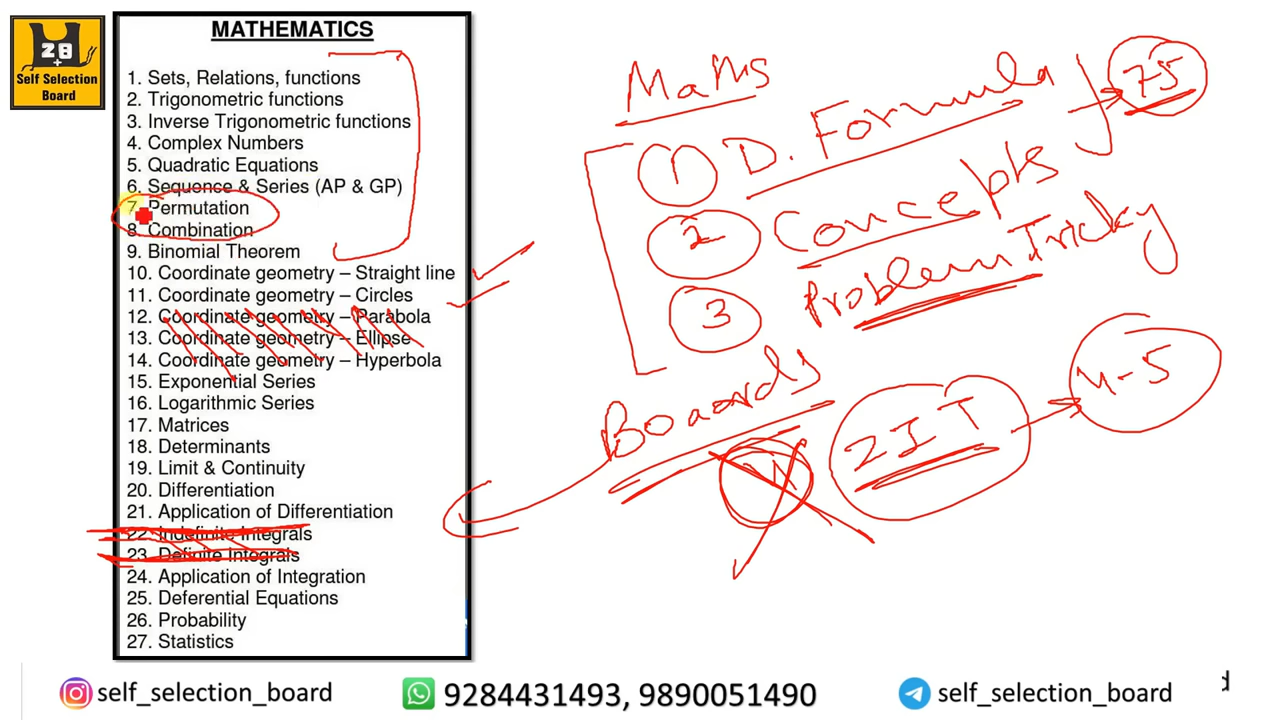 28
+
Self Selection
Board
MATHEMATICS
1. Sets, Relations, functions
2. Trigonometric functions
3. Inverse Trigonometric functions
4. Complex Numbers
5. Quadratic Equations
6. Sequence & Series (AP & GP)
7. Permutation
8. Combination
9. Binomial Theorem
10. Coordinate geometry – Straight line
11. Coordinate geometry – Circles
12. Coordinate geometry – Parabola
13. Coordinate geometry – Ellipse
14. Coordinate geometry – Hyperbola
15. Exponential Series
16. Logarithmic Series
17. Matrices
18. Determinants
19. Limit & Continuity
20. Differentiation
21. Application of Differentiation
22. Indefinite Integrals
23. Definite Integrals
24. Application of Integration
25. Deferential Equations
26. Probability
27. Statistics
Maths
1 D. Formula 75
2 Concepts
3 Problem Tricky
Boards
4-5
self_selection_board
9284431493, 9890051490
self_selection_board